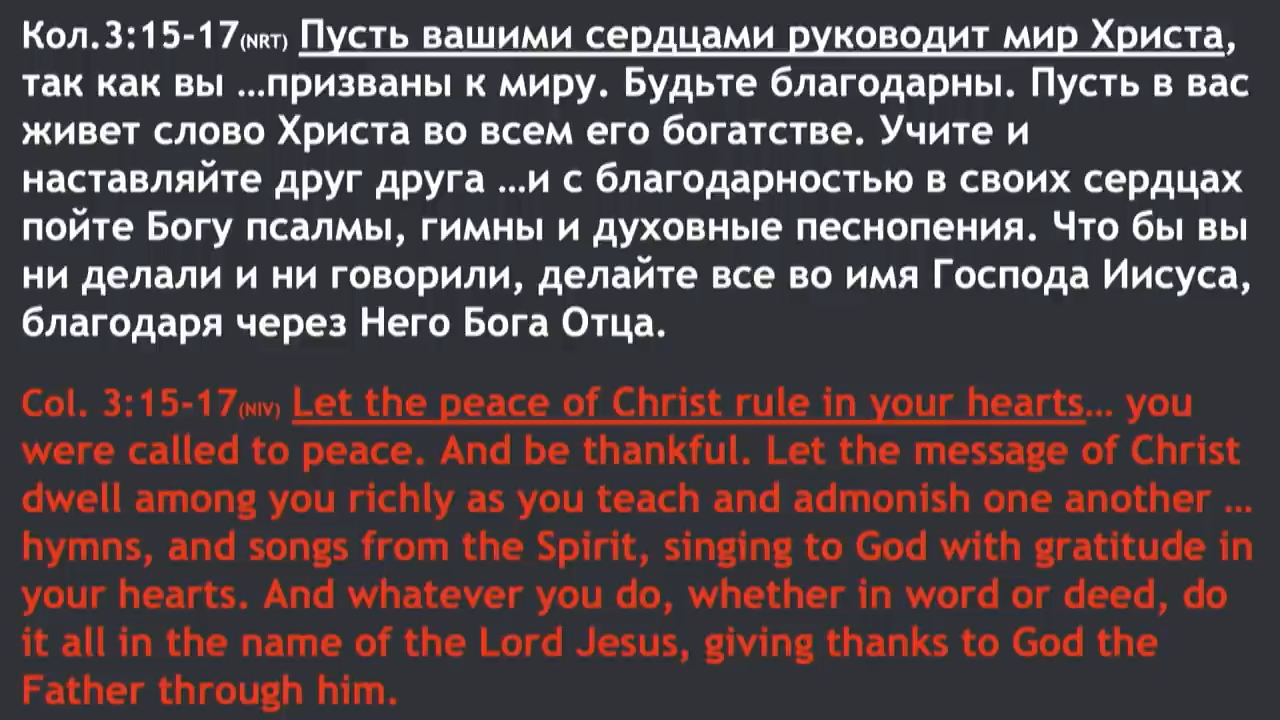 Кол.3:15-17(NRT) Пусть вашими сердцами руководит мир Христа,
так как вы …призваны к миру. Будьте благодарны. Пусть в вас
живет слово Христа во всем его богатстве. Учите и
наставляйте друг друга …и с благодарностью в своих сердцах
пойте Богу псалмы, гимны и духовные песнопения. Что бы вы
ни делали и ни говорили, делайте все во имя Господа Иисуса,
благодаря через Него Бога Отца.
Col. 3:15-17(NIV) Let the peace of Christ rule in your hearts… you
were called to peace. And be thankful. Let the message of Christ
dwell among you richly as you teach and admonish one another …
hymns, and songs from the Spirit, singing to God with gratitude in
your hearts. And whatever you do, whether in word or deed, do
it all in the name of the Lord Jesus, giving thanks to God the
Father through him.